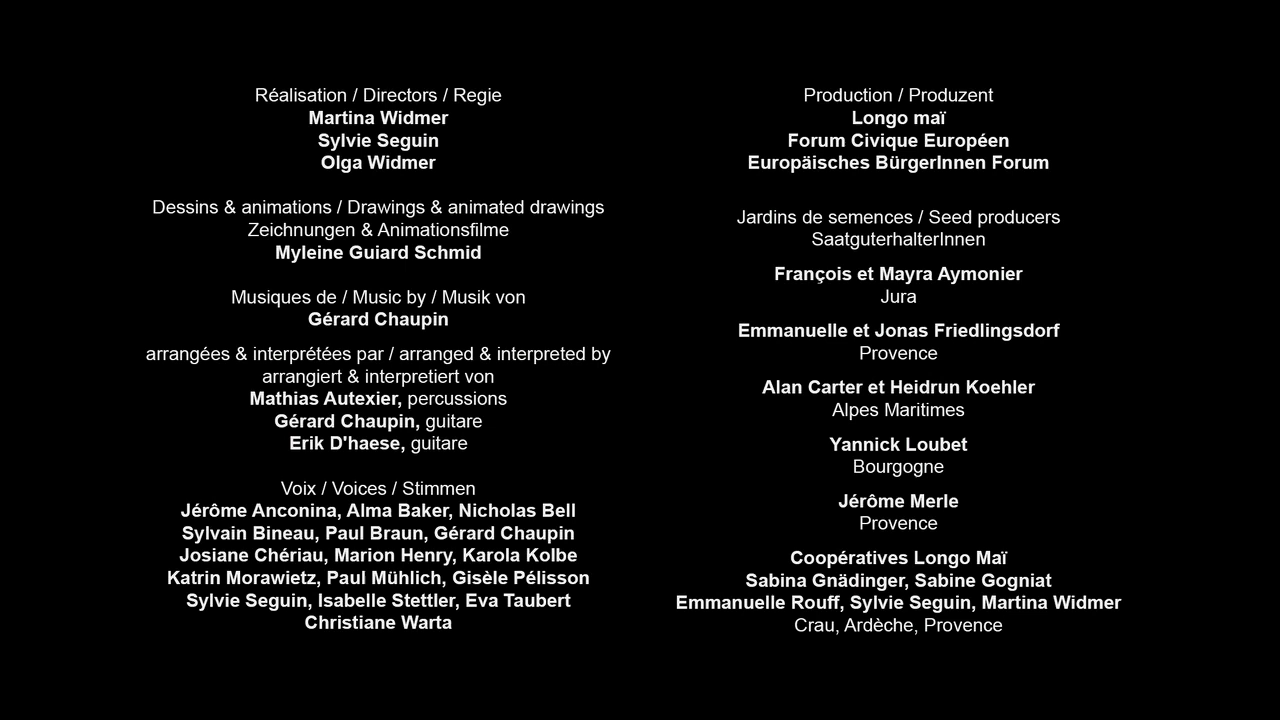 Réalisation / Directors / Regie
Martina Widmer
Sylvie Seguin
Olga Widmer
Dessins & animations / Drawings & animated drawings
Zeichnungen & Animationsfilme
Myleine Guiard Schmid
Musiques de / Music by / Musik von
Gérard Chaupin
arrangées & interprétées par / arranged & interpreted by
arrangiert & interpretiert von
Mathias Autexier, percussions
Gérard Chaupin, guitare
Erik D'haese, guitare
Voix / Voices / Stimmen
Jérôme Anconina, Alma Baker, Nicholas Bell
Sylvain Bineau, Paul Braun, Gérard Chaupin
Josiane Chériau, Marion Henry, Karola Kolbe
Katrin Morawietz, Paul Mühlich, Gisèle Pélisson
Sylvie Seguin, Isabelle Stettler, Eva Taubert
Christiane Warta
Production / Produzent
Longo maï
Forum Civique Européen
Europäisches BürgerInnen Forum
Jardins de semences / Seed producers
SaatguterhalterInnen
François et Mayra Aymonier
Jura
Emmanuelle et Jonas Friedlingsdorf
Provence
Alan Carter et Heidrun Koehler
Alpes Maritimes
Yannick Loubet
Bourgogne
Jérôme Merle
Provence
Coopératives Longo Maï
Sabina Gnädinger, Sabine Gogniat
Emmanuelle Rouff, Sylvie Seguin, Martina Widmer
Crau, Ardèche, Provence